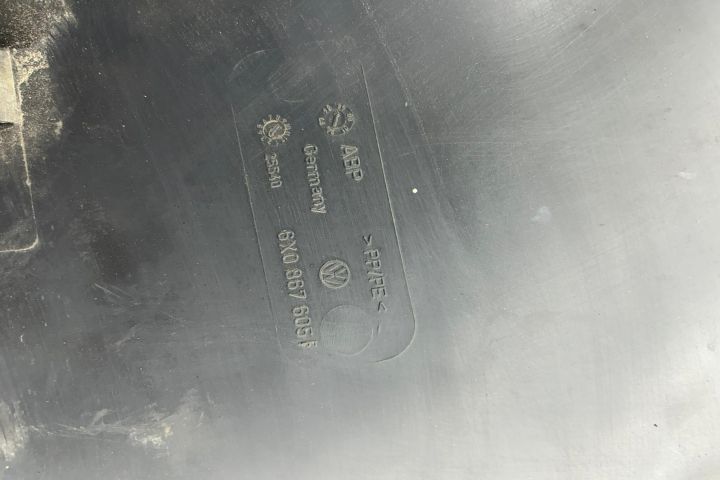 ABP >PP/PE<
Germany
25540
6X0 867 605